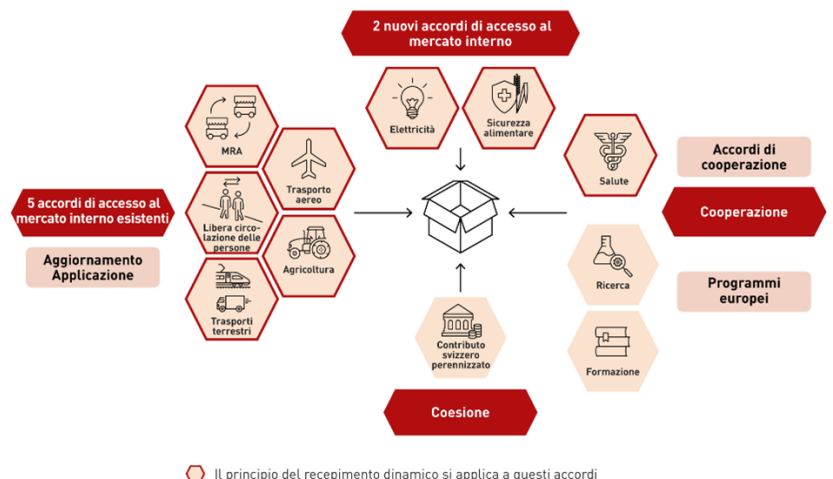 2 nuovi accordi di accesso al
mercato interno
Elettricità
Sicurezza
alimentare
MRA
Trasporto
aereo
Libera circo-
lazione delle
persone
Agricoltura
Trasporti
terrestri
5 accordi di accesso al
mercato interno esistenti
Aggiornamento
Applicazione
Salute
Accordi di
cooperazione
Cooperazione
Ricerca
Programmi
europei
Formazione
Contributo
svizzero
perennizzato
Coesione
Il principio del recepimento dinamico si applica a questi accordi